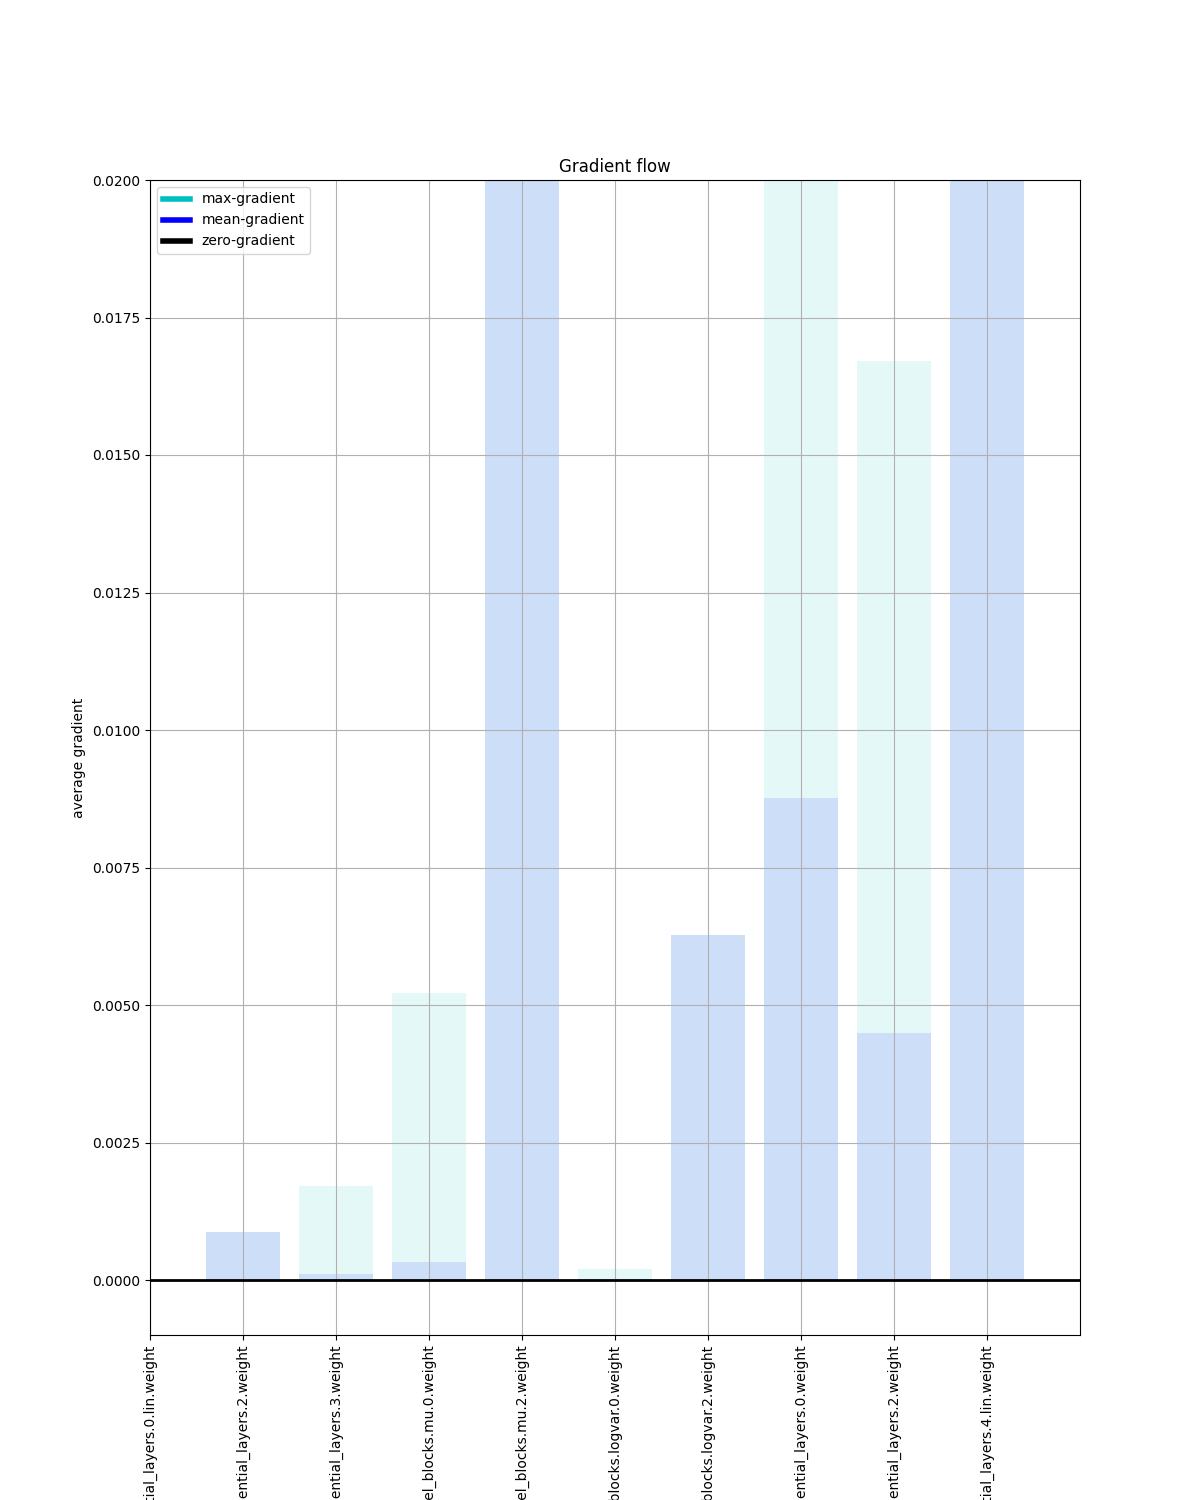 Gradient flow
max-gradient
mean-gradient
zero-gradient
0.0200
0.0175
0.0150
0.0125
0.0100
0.0075
0.0050
0.0025
0.0000
average gradient
tial_layers.0.lin.weight
ential_layers.2.weight
ential_layers.3.weight
el_blocks.mu.0.weight
el_blocks.mu.2.weight
blocks.logvar.0.weight
blocks.logvar.2.weight
ential_layers.0.weight
ential_layers.2.weight
tial_layers.4.lin.weight